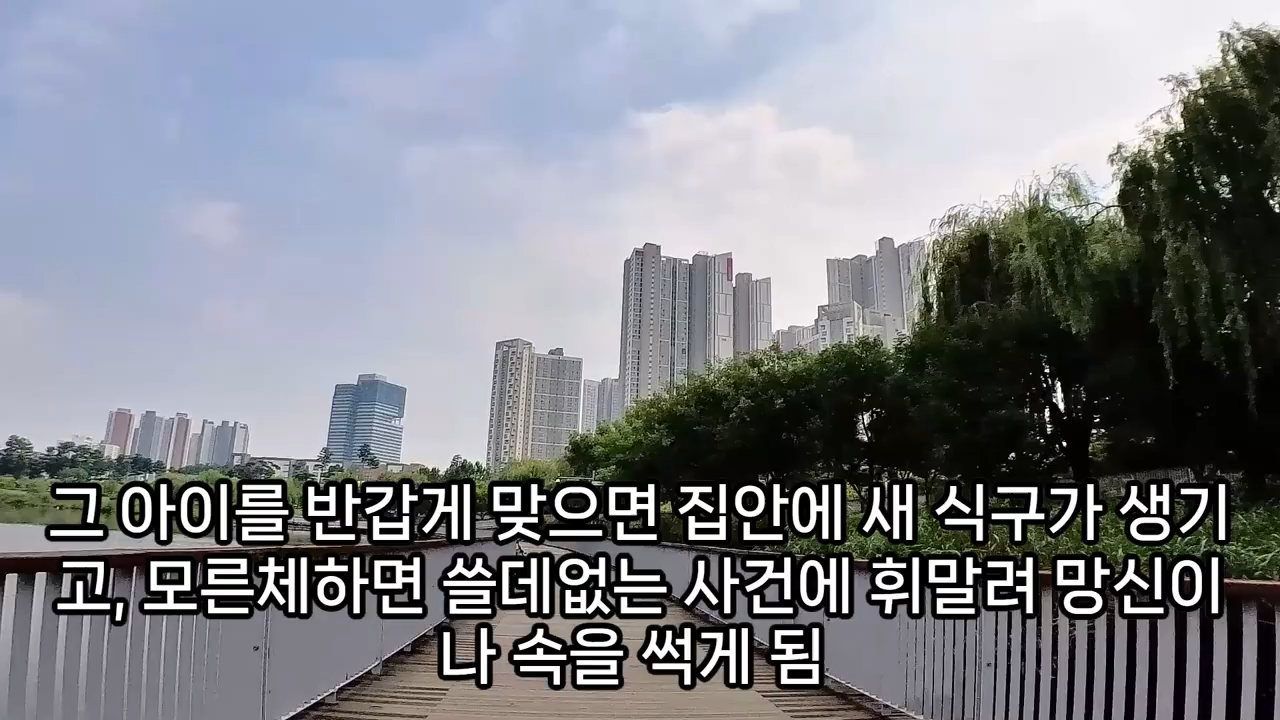 그 아이를 반갑게 맞으면 집안에 새 식구가 생기
고, 모른체하면 쓸데없는 사건에 휘말려 망신이
나 속을 썩게 됨